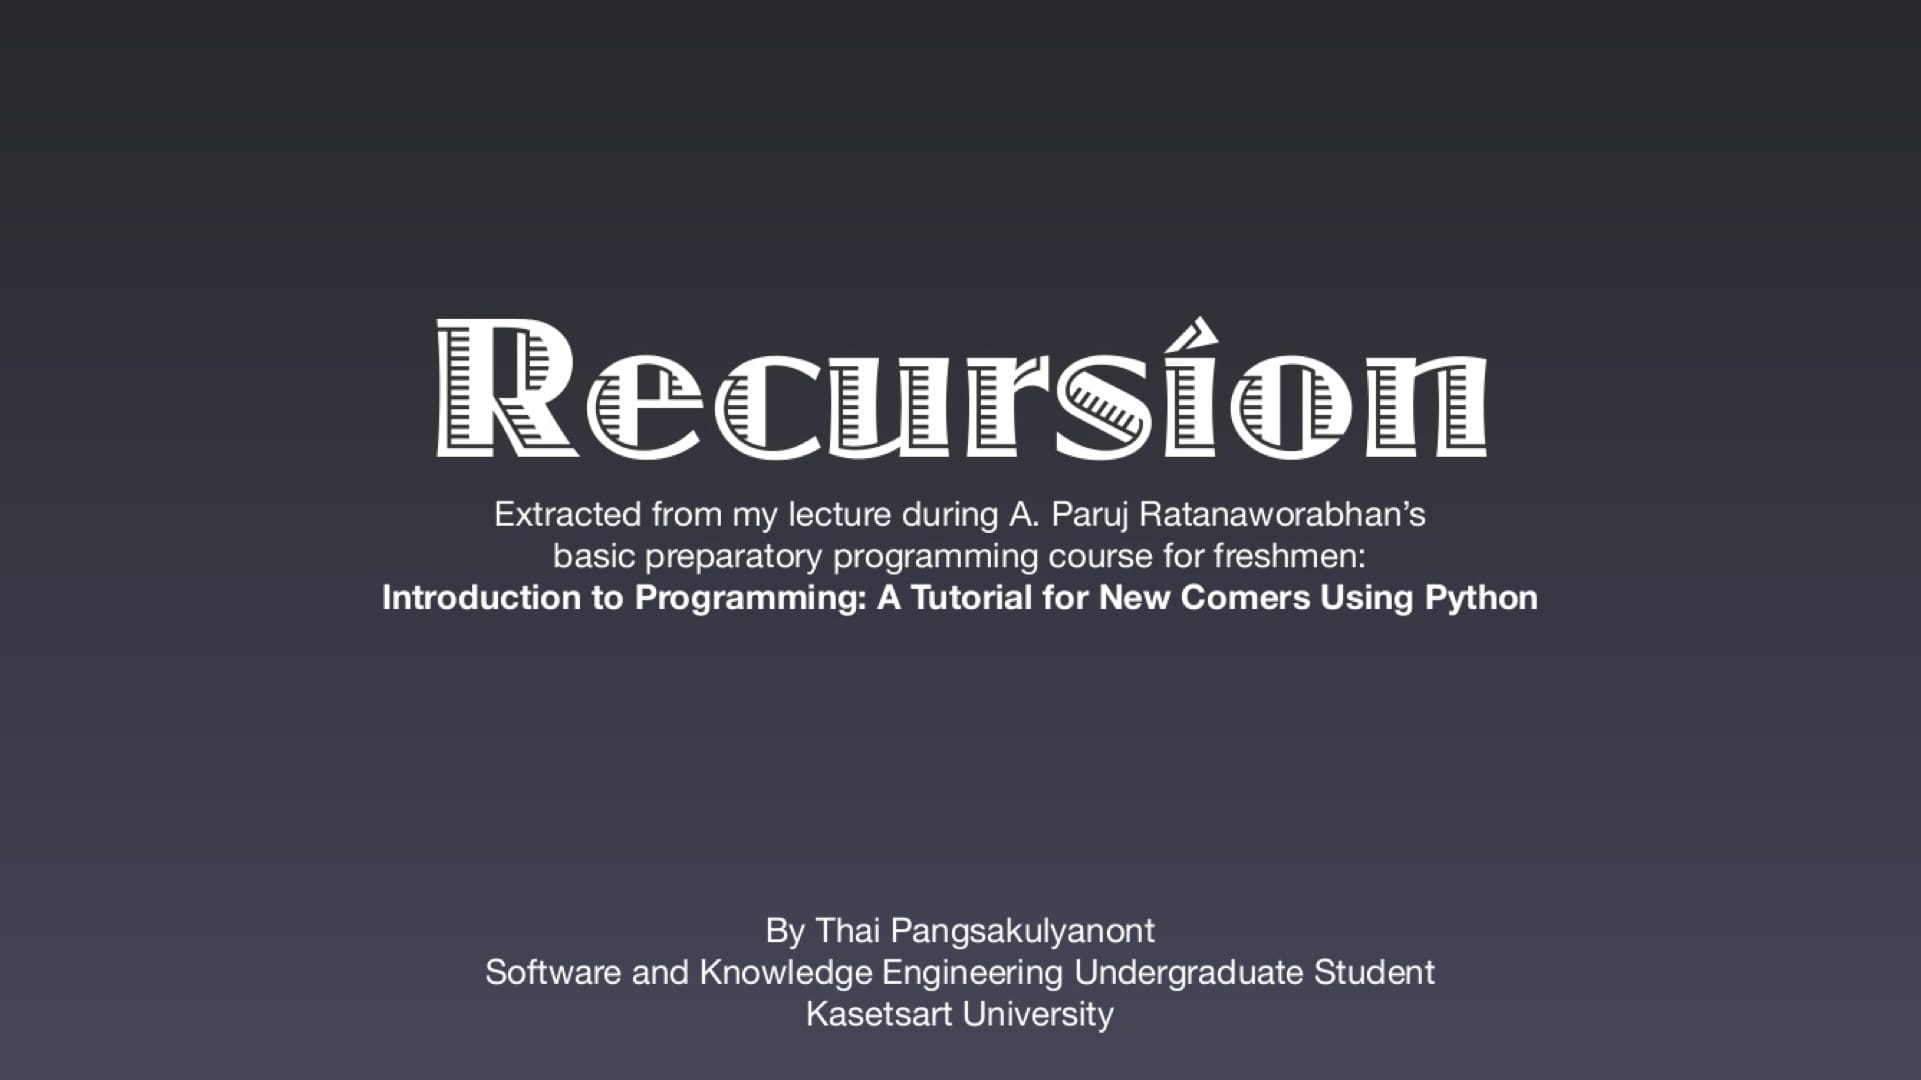 Recursion
Extracted from my lecture during A. Paruj Ratanaworabhan’s
basic preparatory programming course for freshmen:
Introduction to Programming: A Tutorial for New Comers Using Python
By Thai Pangsakulyanont
Software and Knowledge Engineering Undergraduate Student
Kasetsart University